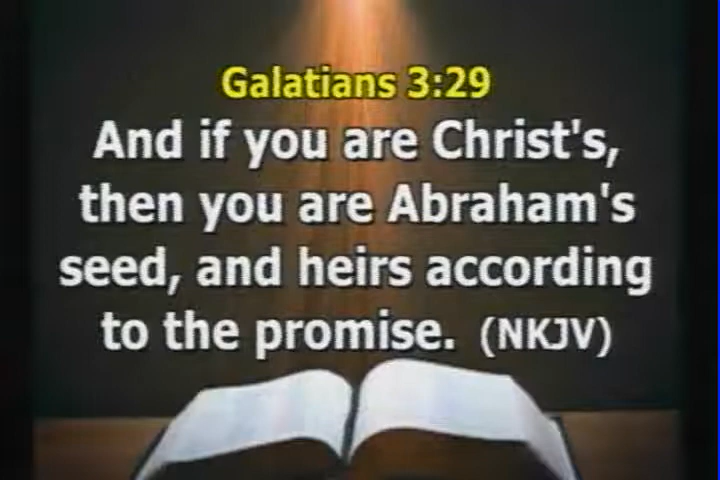 Galatians 3:29
And if you are Christ's,
then you are Abraham's
seed, and heirs according
to the promise. (NKJV)